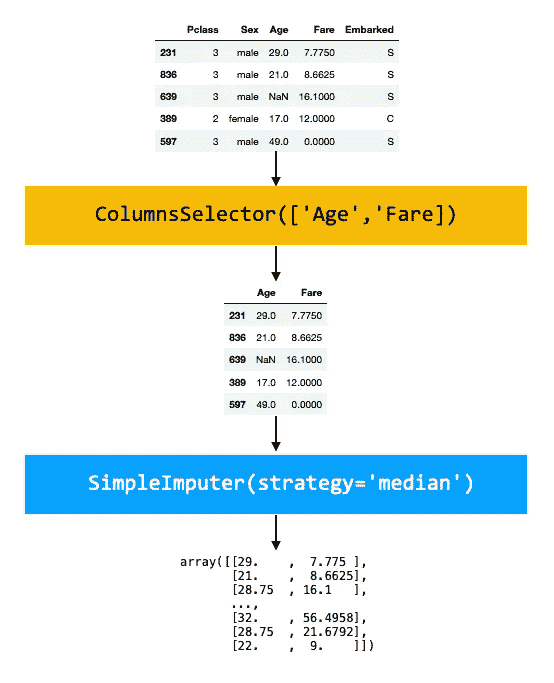 Pclass Sex Age Fare Embarked
231 3 male 29.0 7.7750 S
836 3 male 21.0 8.6625 S
639 3 male NaN 16.1000 S
389 2 female 17.0 12.0000 C
597 3 male 49.0 0.0000 S
ColumnsSelector(['Age','Fare])
Age Fare
231 29.0 7.7750
836 21.0 8.6625
639 NaN 16.1000
389 17.0 12.0000
597 49.0 0.0000
SimpleImputer(strategy='median')
array([[29.    ,  7.775 ],
[21.    ,  8.6625],
[28.75  , 16.1   ],
...,
[32.    , 56.4958],
[28.75  , 21.6792],
[22.    ,  9.    ]])